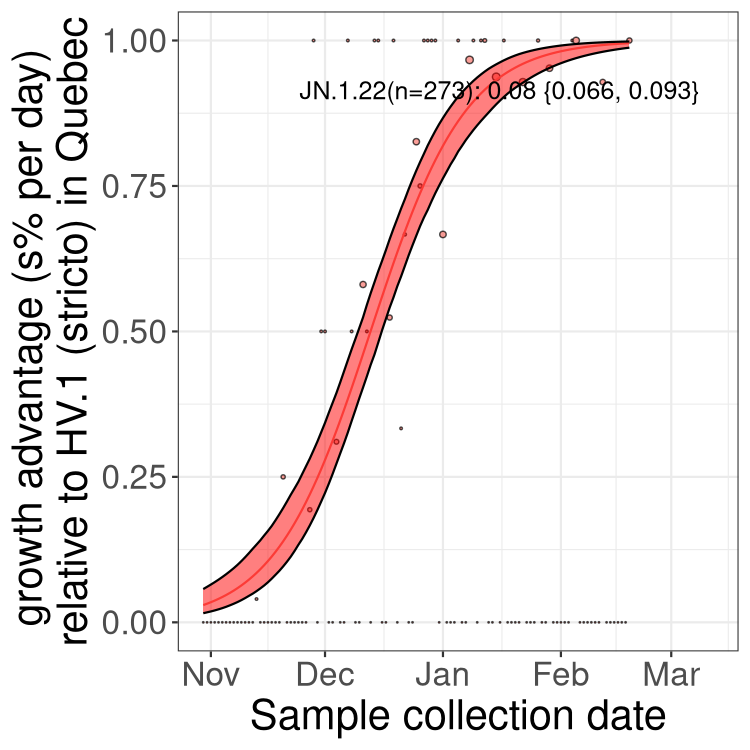 growth advantage (s% per day)
relative to HV.1 (stricto) in Quebec
1.00
0.75
0.50
0.25
0.00
JN.1.22(n=273): 0.08 {0.066, 0.093}
Nov Dec Jan Feb Mar
Sample collection date